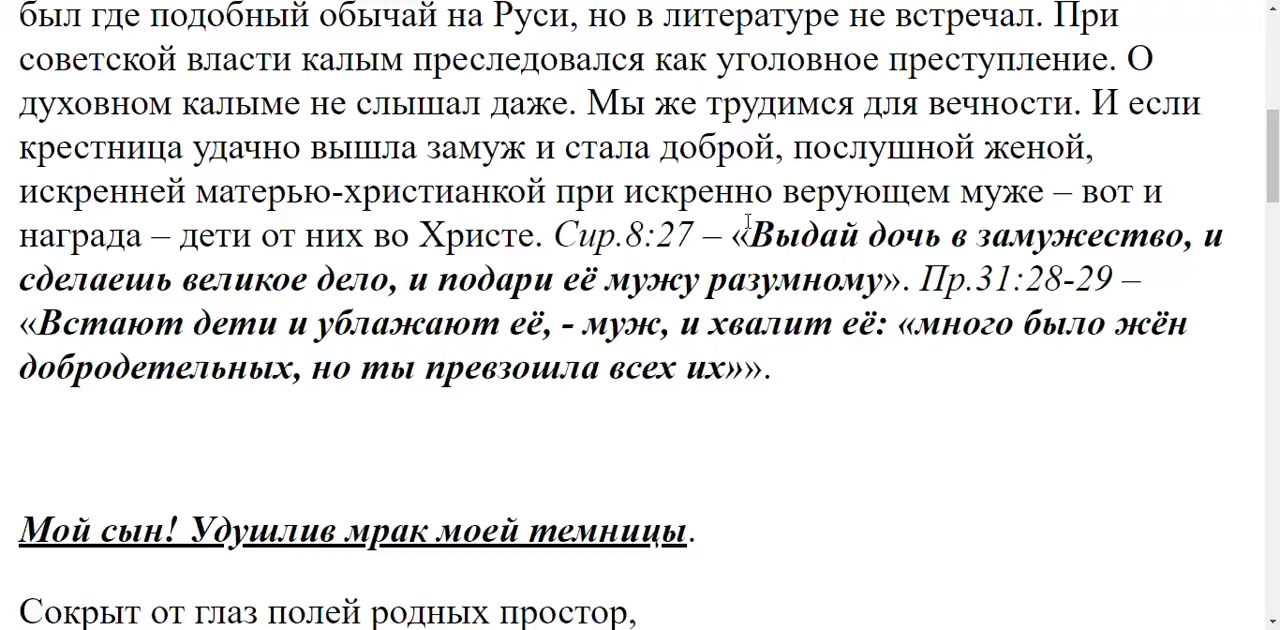 был где подобный обычай на Руси, но в литературе не встречал. При
советской власти калым преследовался как уголовное преступление. О
духовном калыме не слышал даже. Мы же трудимся для вечности. И если
крестница удачно вышла замуж и стала доброй, послушной женой,
искренней матерью-христианкой при искренно верующем муже – вот и
награда – дети от них во Христе. Сир.8:27 – «Выдай дочь в замужество, и
сделаешь великое дело, и подари её мужу разумному». Пр.31:28-29 –
«Встают дети и ублажают её, - муж, и хвалит её: «много было жён
добродетельных, но ты превзошла всех их»».
Мой сын! Удушлив мрак моей темницы.
Сокрыт от глаз полей родных простор,